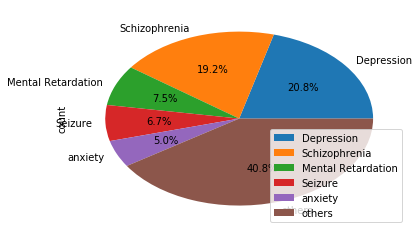 Schizophrenia
Depression
19.2%
20.8%
Mental Retardation
7.5%
count
Seizure
6.7%
anxiety
5.0%
40.8%
others
Depression
Schizophrenia
Mental Retardation
Seizure
anxiety
others